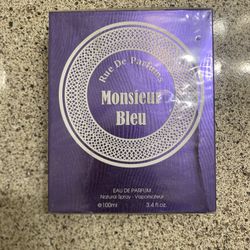 Rue De Parfums
Monsieur
Bleu
EAU DE PARFUM
Natural Spray - Vaporisateur
℮100ml 3.4 fl.oz